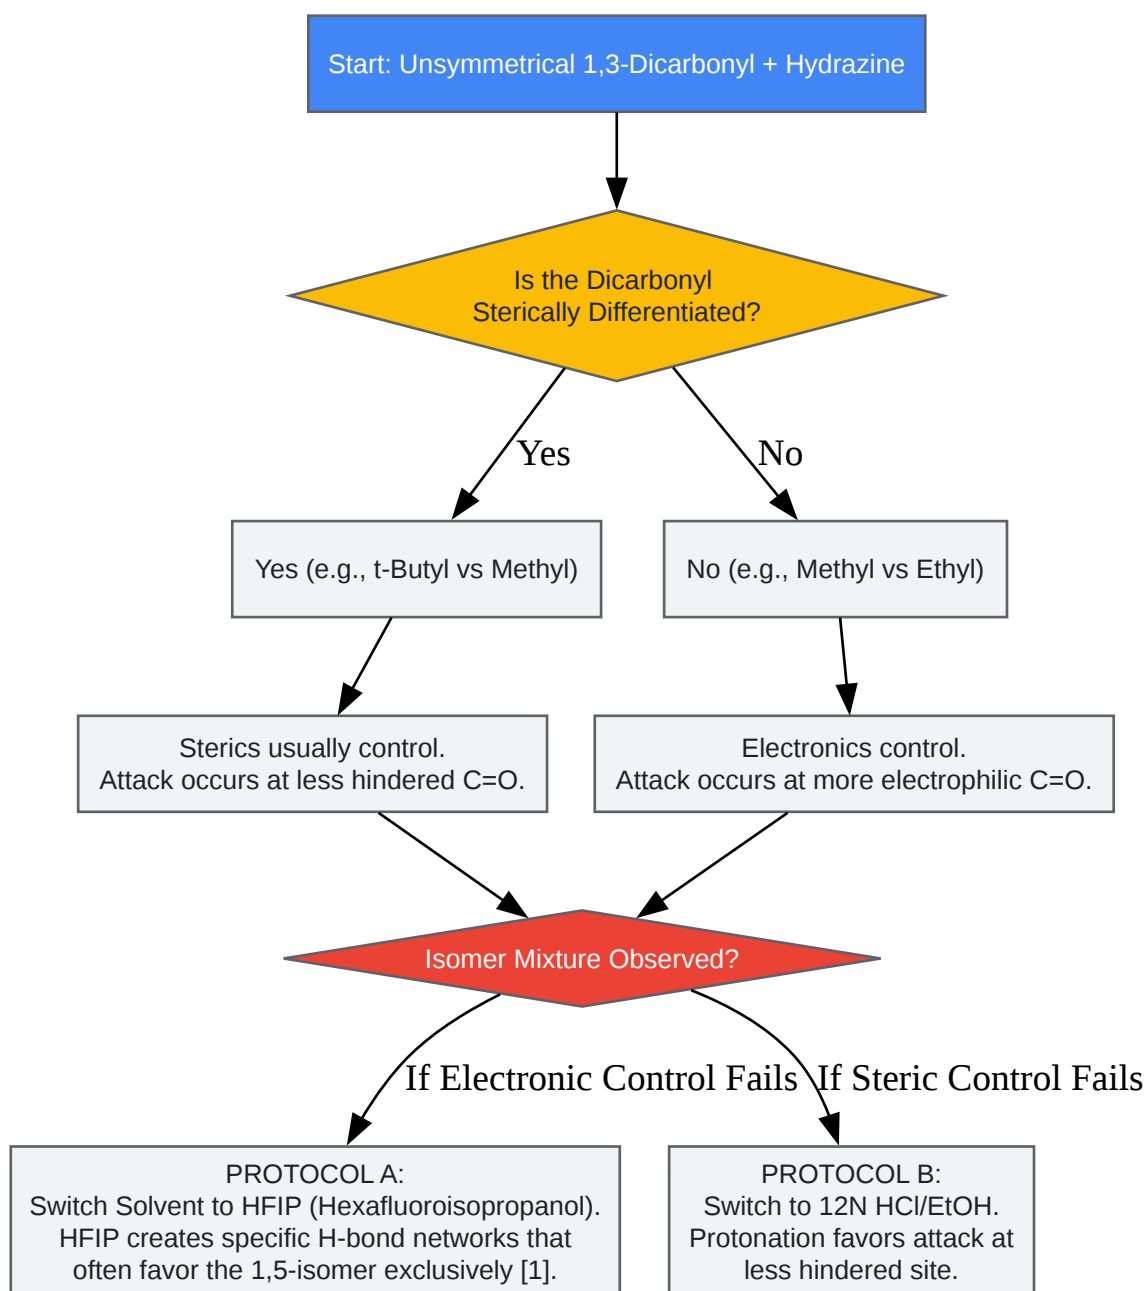 Start: Unsymmetrical 1,3-Dicarbonyl + Hydrazine
Is the Dicarbonyl
Sterically Differentiated?
Yes
No
Yes (e.g., t-Butyl vs Methyl)
No (e.g., Methyl vs Ethyl)
Sterics usually control.
Attack occurs at less hindered C=O.
Electronics control.
Attack occurs at more electrophilic C=O.
Isomer Mixture Observed?
If Electronic Control Fails
If Steric Control Fails
PROTOCOL A:
Switch Solvent to HFIP (Hexafluoroisopropanol).
HFIP creates specific H-bond networks that
often favor the 1,5-isomer exclusively [1].
PROTOCOL B:
Switch to 12N HCl/EtOH.
Protonation favors attack at
less hindered site.